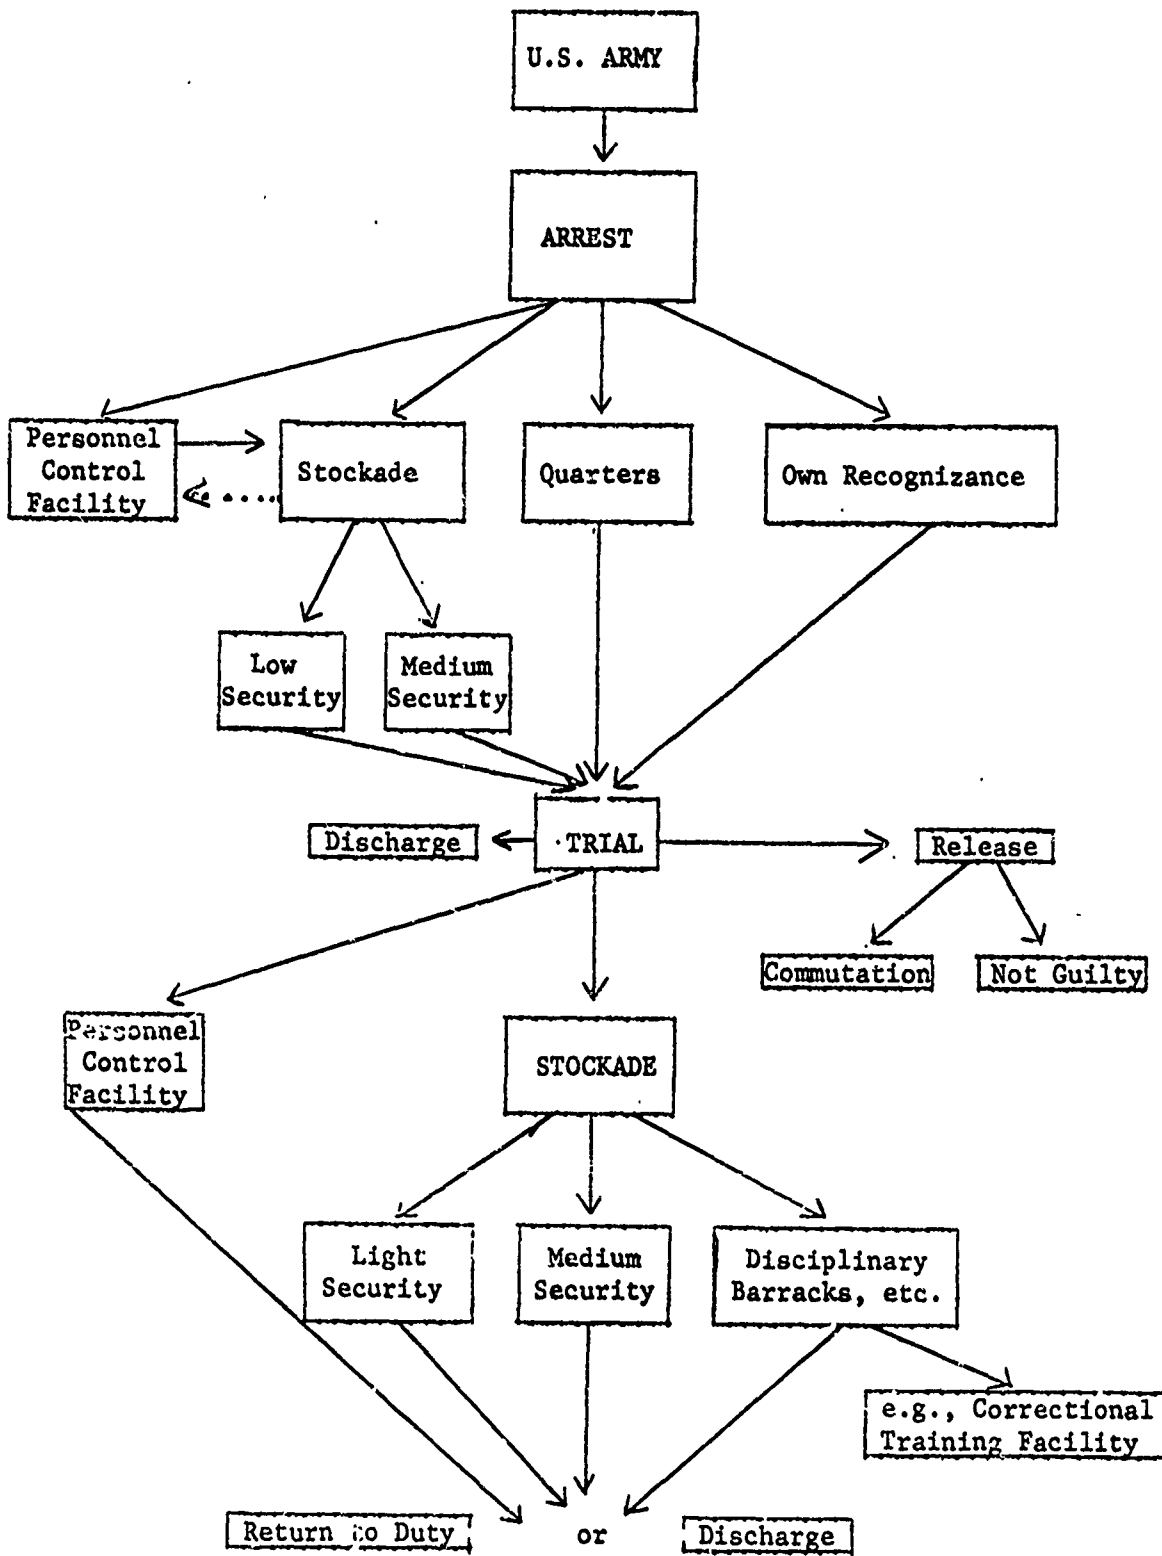 U.S. ARMY
ARREST
Personnel
Control
Facility
Stockade
Quarters
Own Recognizance
Low
Security
Medium
Security
Discharge
TRIAL
Release
Commutation
Not Guilty
Personnel
Control
Facility
STOCKADE
Light
Security
Medium
Security
Disciplinary
Barracks, etc.
e.g., Correctional
Training Facility
Return to Duty
or
Discharge